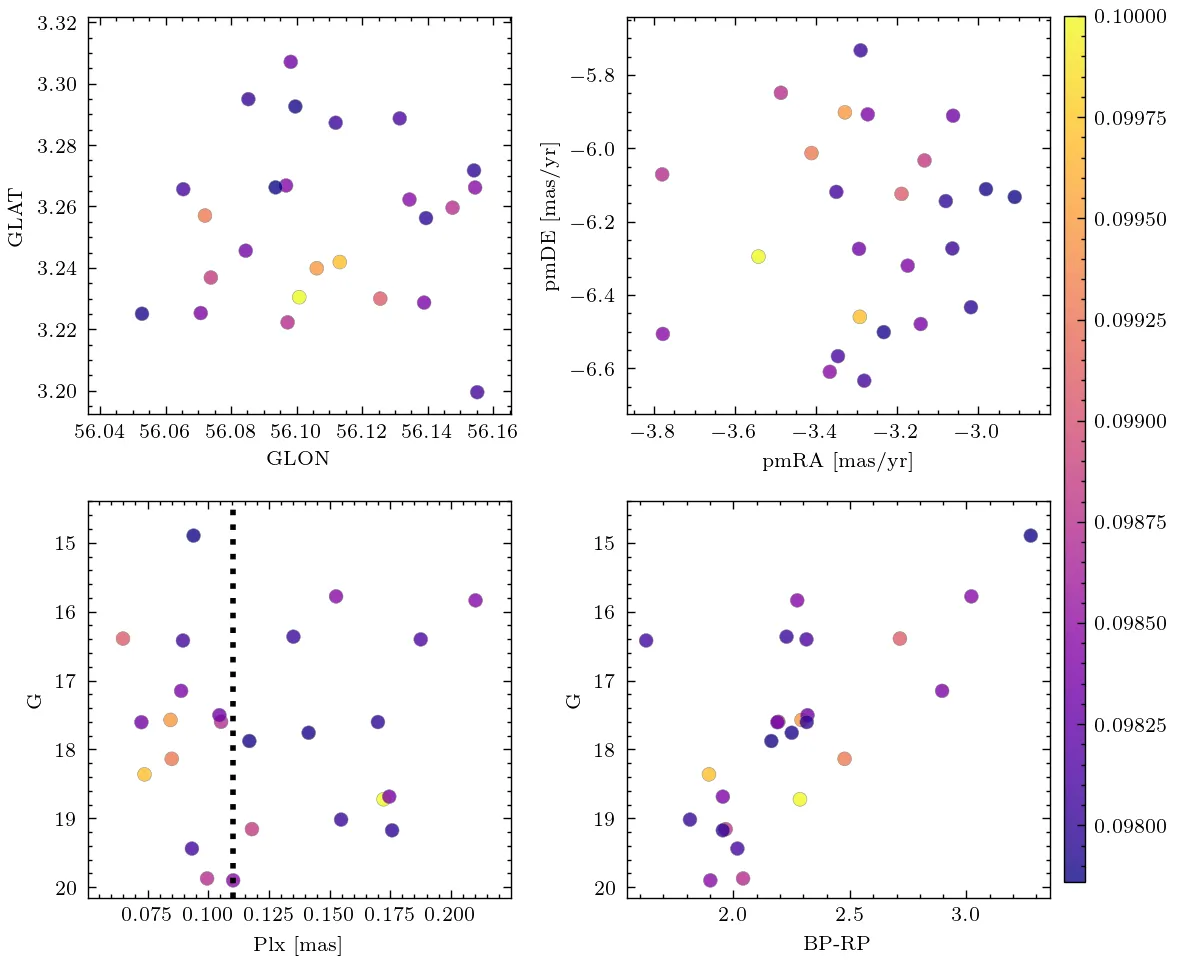 3.32
3.30
3.28
3.26
3.24
3.22
3.20
GLAT
56.04 56.06 56.08 56.10 56.12 56.14 56.16
GLON
−5.8
−6.0
−6.2
−6.4
−6.6
pmDE [mas/yr]
−3.8 −3.6 −3.4 −3.2 −3.0
pmRA [mas/yr]
0.10000
0.09975
0.09950
0.09925
0.09900
0.09875
0.09850
0.09825
0.09800
15
16
17
18
19
20
G
0.075 0.100 0.125 0.150 0.175 0.200
Plx [mas]
15
16
17
18
19
20
G
2.0 2.5 3.0
BP-RP